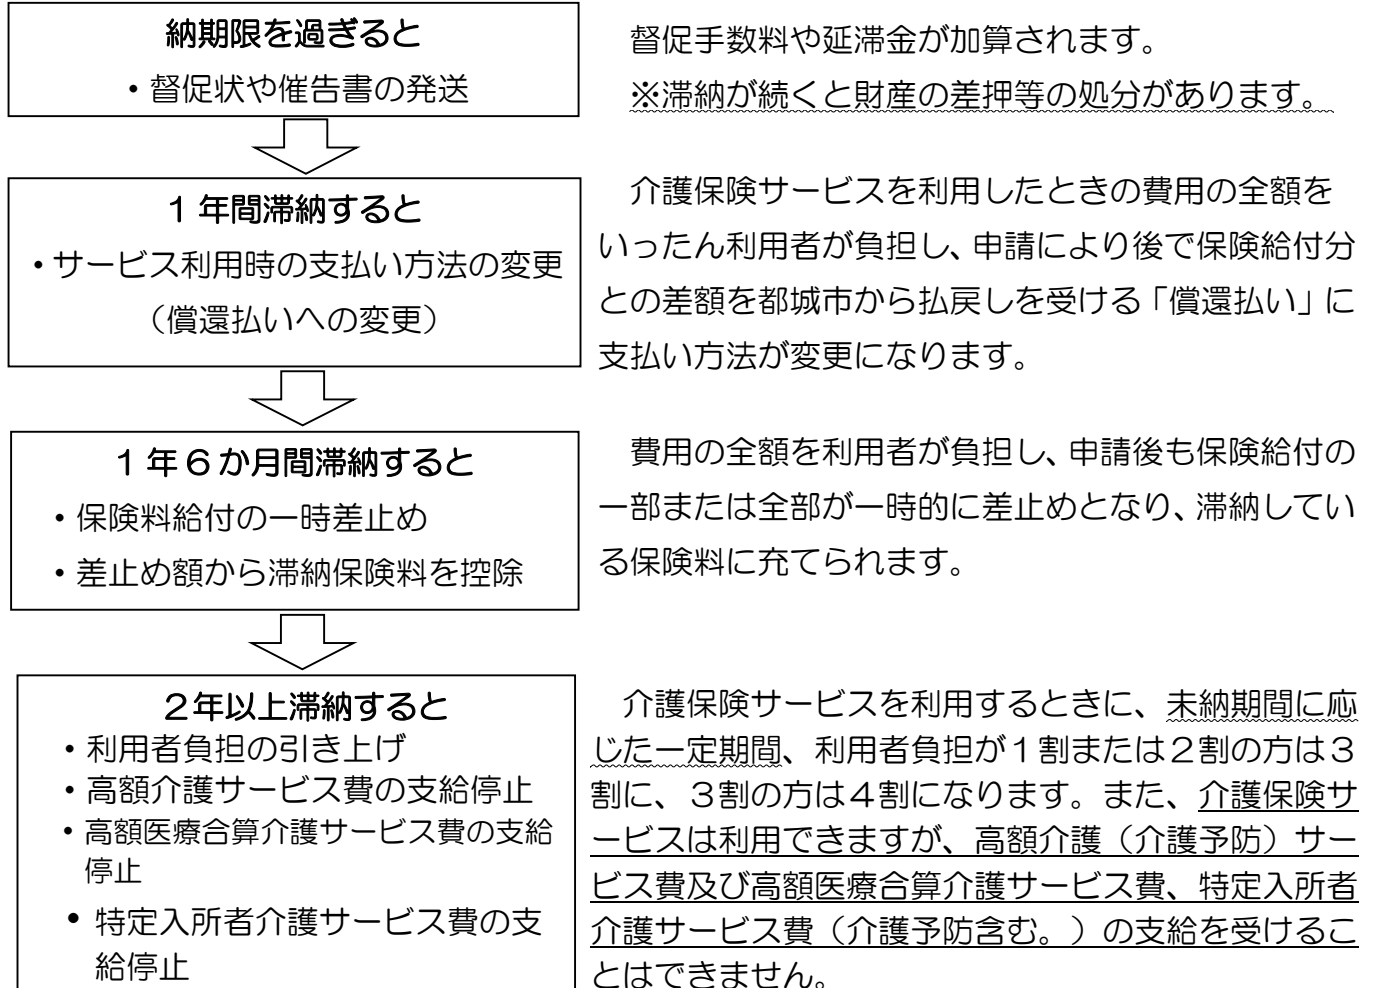 納期限を過ぎると
・督促状や催告書の発送
督促手数料や延滞金が加算されます。
※滞納が続くと財産の差押等の処分があります。
１年間滞納すると
・サービス利用時の支払い方法の変更
（償還払いへの変更）
介護保険サービスを利用したときの費用の全額を
いったん利用者が負担し、申請により後で保険給付分
との差額を都城市から払戻しを受ける「償還払い」に
支払い方法が変更になります。
１年６か月間滞納すると
・保険料給付の一時差止め
・差止め額から滞納保険料を控除
費用の全額を利用者が負担し、申請後も保険給付の
一部または全部が一時的に差止めとなり、滞納してい
る保険料に充てられます。
２年以上滞納すると
・利用者負担の引き上げ
・高額介護サービス費の支給停止
・高額医療合算介護サービス費の支給
停止
・特定入所者介護サービス費の支
給停止
介護保険サービスを利用するときに、未納期間に応
じた一定期間、利用者負担が１割または２割の方は３
割に、３割の方は４割になります。また、介護保険サ
ービスは利用できますが、高額介護（介護予防）サー
ビス費及び高額医療合算介護サービス費、特定入所者
介護サービス費（介護予防含む。）の支給を受けるこ
とはできません。